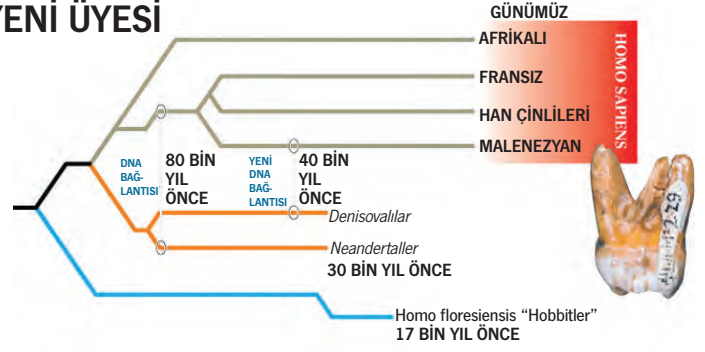 YENİ ÜYESİ
GÜNÜMÜZ
AFRİKALI
FRANSIZ
HAN ÇİNLİLERİ
MALENEZYAN
HOMO SAPIENS
DNA
BAĞ-
LANTISI
80 BİN
YIL
ÖNCE
YENİ
DNA
BAĞ-
LANTISI
40 BİN
YIL
ÖNCE
Denisovalılar
Neandertaller
30 BİN YIL ÖNCE
Homo floresiensis “Hobbitler”
17 BİN YIL ÖNCE